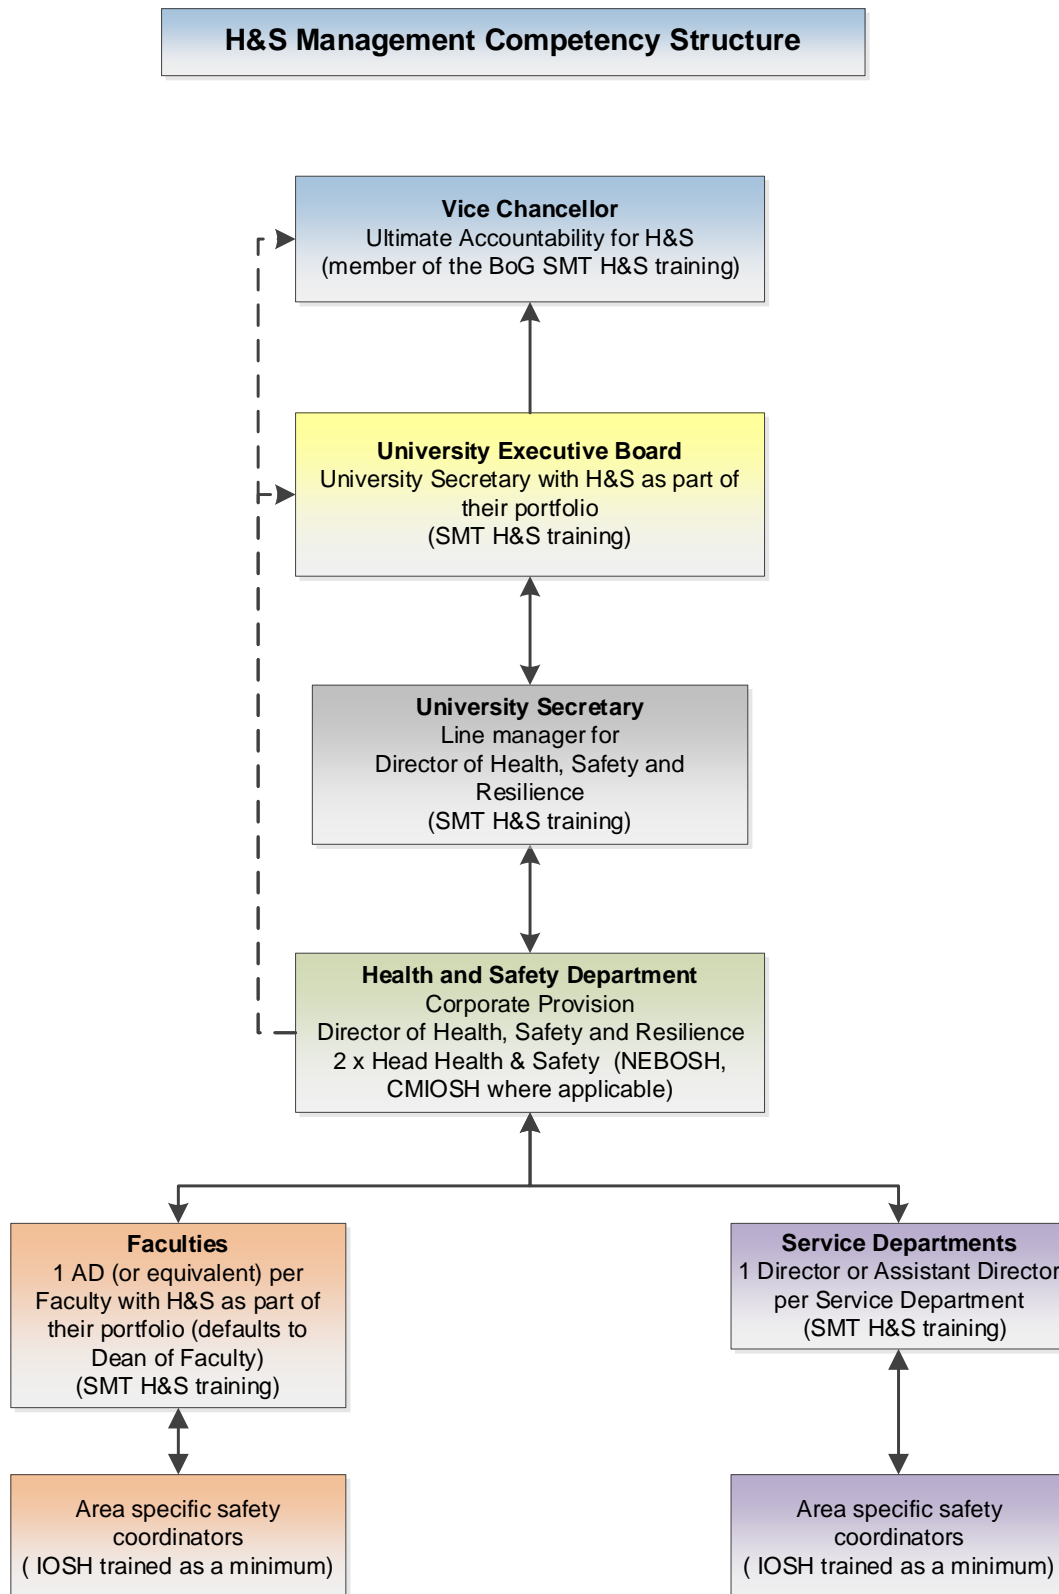 H&S Management Competency Structure
Vice Chancellor
Ultimate Accountability for H&S
(member of the BoG SMT H&S training)
University Executive Board
University Secretary with H&S as part of
their portfolio
(SMT H&S training)
University Secretary
Line manager for
Director of Health, Safety and
Resilience
(SMT H&S training)
Health and Safety Department
Corporate Provision
Director of Health, Safety and Resilience
2 x Head Health & Safety (NEBOSH,
CMIOSH where applicable)
Faculties
1 AD (or equivalent) per
Faculty with H&S as part of
their portfolio (defaults to
Dean of Faculty)
(SMT H&S training)
Service Departments
1 Director or Assistant Director
per Service Department
(SMT H&S training)
Area specific safety
coordinators
( IOSH trained as a minimum)
Area specific safety
coordinators
( IOSH trained as a minimum)